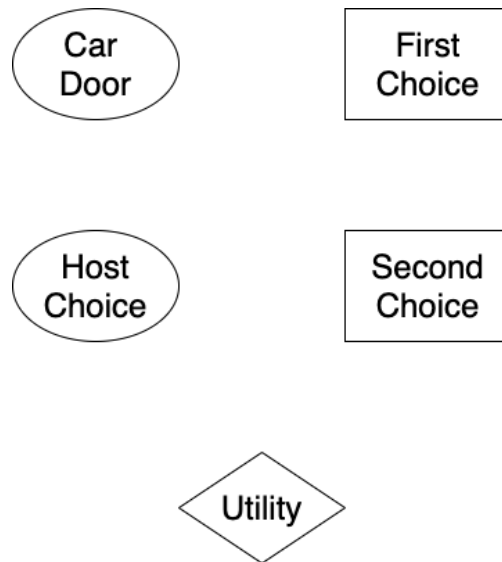 Car
Door
First
Choice
Host
Choice
Second
Choice
Utility